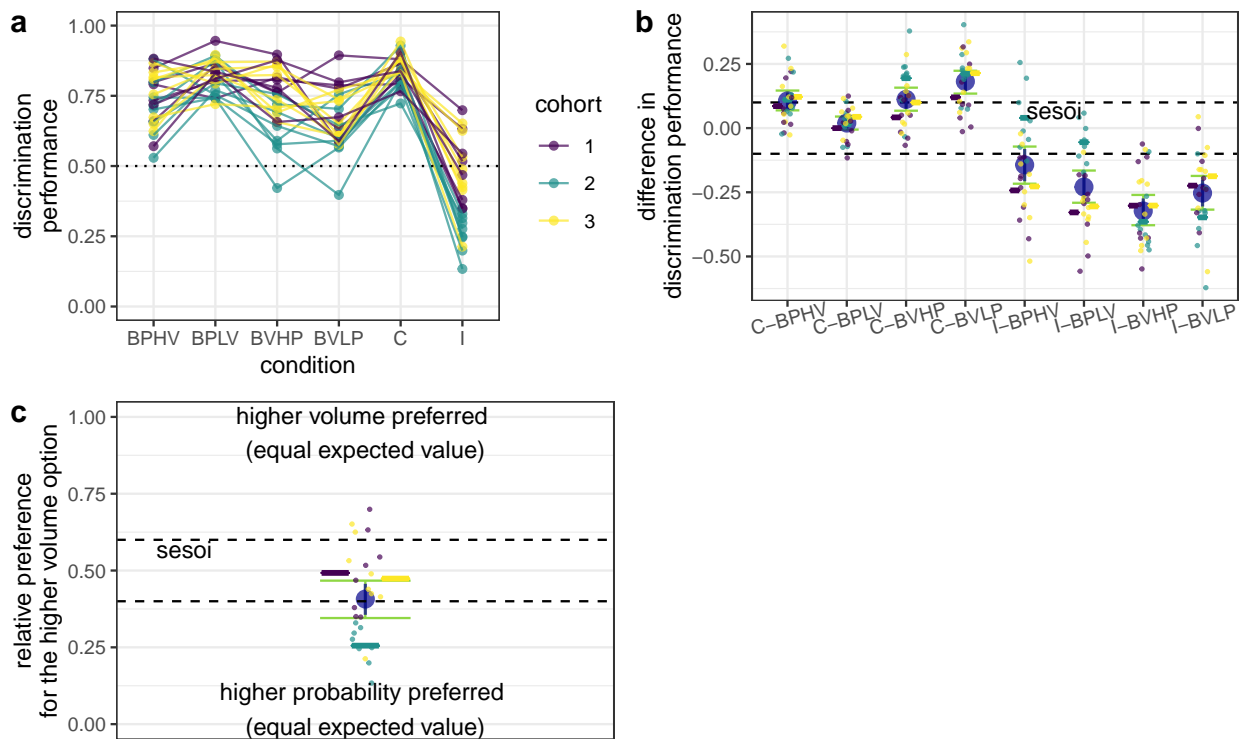 a
discrimination
performance
1.00
0.75
0.50
0.25
0.00
BPHV BPLV BVHP BVLP C I
condition
cohort
1
2
3
b
difference in
discrimination performance
0.25
0.00
−0.25
−0.50
sesoi
C−BPHV C−BPLV C−BVHP C−BVLP I−BPHV I−BPLV I−BVHP I−BVLP
c
relative preference
for the higher volume option
1.00
0.75
0.50
0.25
0.00
higher volume preferred
(equal expected value)
sesoi
higher probability preferred
(equal expected value)